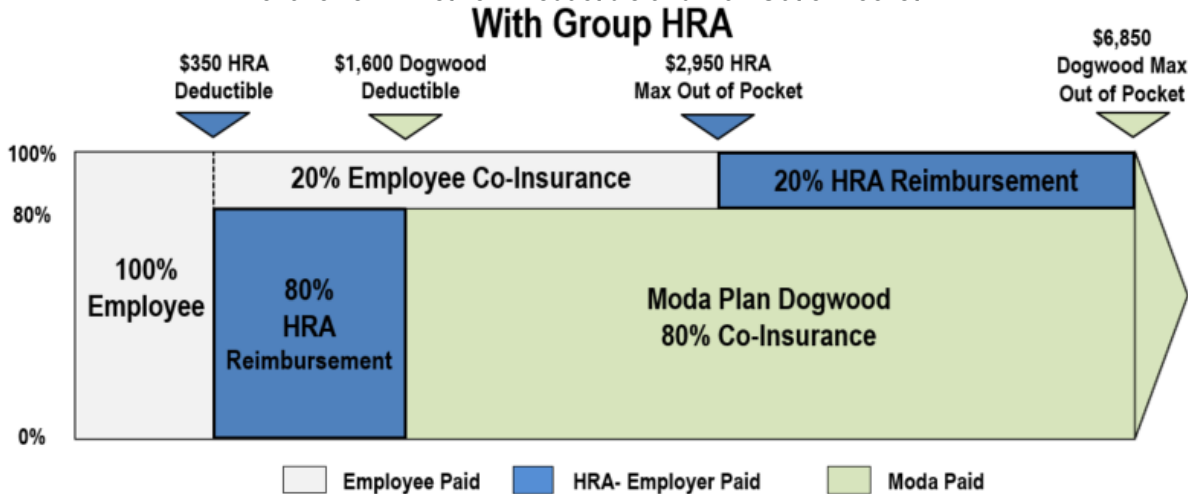 With Group HRA
$350 HRA
Deductible
$1,600 Dogwood
Deductible
$2,950 HRA
Max Out of Pocket
$6,850
Dogwood Max
Out of Pocket
100%
80%
0%
100%
Employee
20% Employee Co-Insurance
20% HRA Reimbursement
80%
HRA
Reimbursement
Moda Plan Dogwood
80% Co-Insurance
Employee Paid
HRA- Employer Paid
Moda Paid